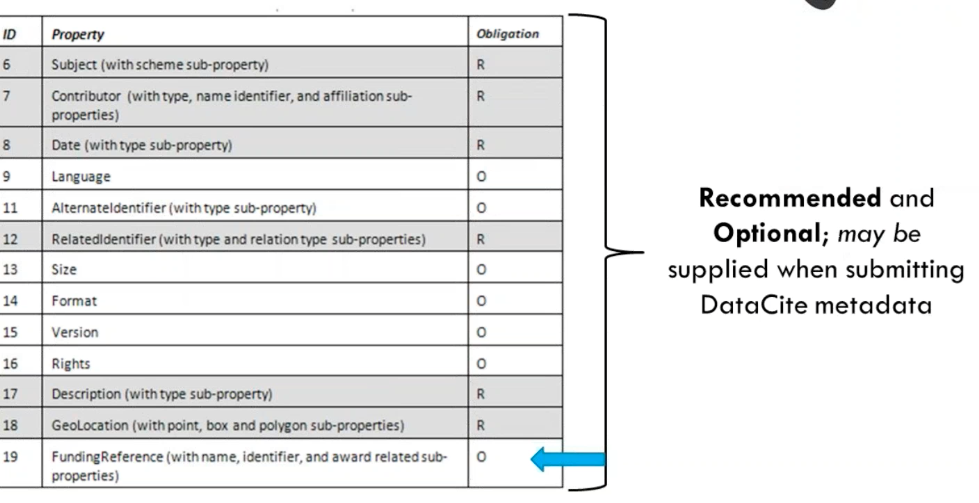 ID Property Obligation
6 Subject (with scheme sub-property) R
7 Contributor (with type, name identifier, and affiliation sub- R
properties)
8 Date (with type sub-property) R
9 Language O
11 AlternateIdentifier (with type sub-property) O
12 RelatedIdentifier (with type and relation type sub-properties) R
13 Size O
14 Format O
15 Version O
16 Rights O
17 Description (with type sub-property) R
18 GeoLocation (with point, box and polygon sub-properties) R
19 FundingReference (with name, identifier, and award related sub- O
properties)
Recommended and
Optional; may be
supplied when submitting
DataCite metadata